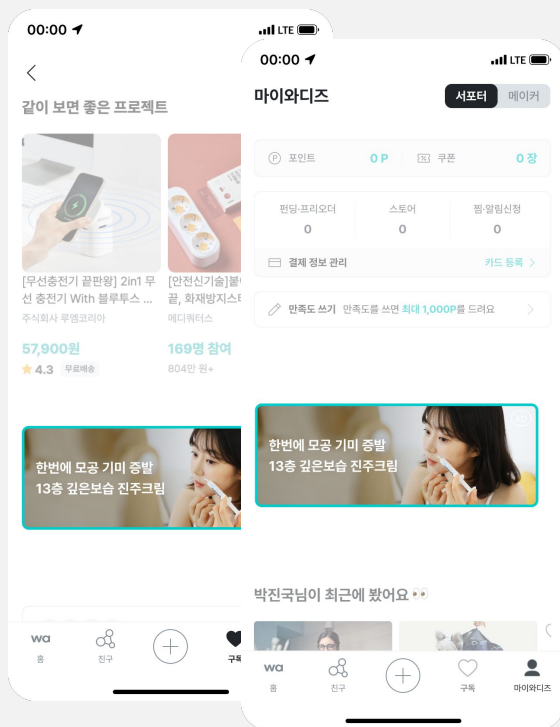 00:00
LTE
같이 보면 좋은 프로젝트
[무선충전기 끝판왕] 2in1 무
선 충전기 With 블루투스 ...
주식회사 루엠코리아
57,900원
4.3 무료배송
[안전신기술]붙이
끝, 화재방지스티
메디쿼터스
169명 참여
804만 원+
한번에 모공 기미 증발
13층 깊은보습 진주크림
wa
홈
친구
구독
00:00
LTE
마이와디즈
서포터
메이커
포인트
0 P
쿠폰
0 장
펀딩·프리오더
0
스토어
0
찜·알림신청
0
결제 정보 관리
카드 등록
만족도 쓰기 만족도를 쓰면 최대 1,000P를 드려요
AD
한번에 모공 기미 증발
13층 깊은보습 진주크림
박진국님이 최근에 봤어요 👀
wa
홈
친구
구독
마이와디즈